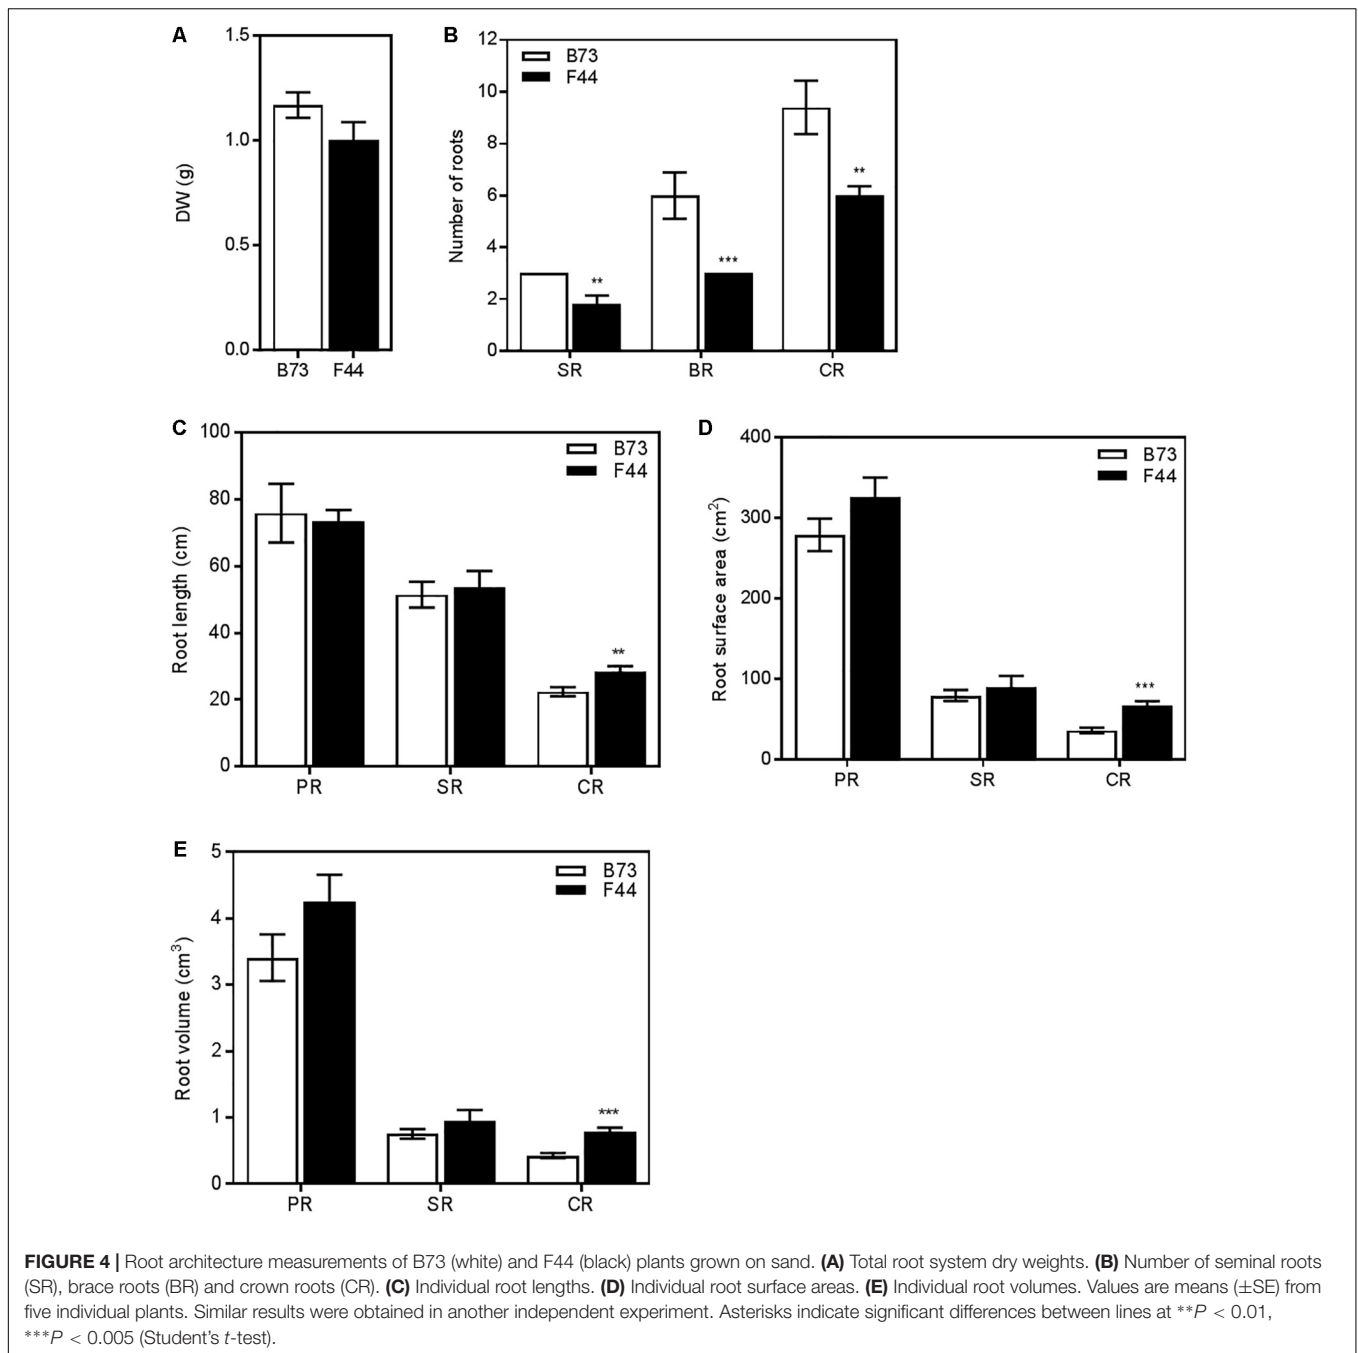 A
1.5
1.0
0.5
0.0
DW (g)
B73 F44
B
12
10
8
6
4
2
0
Number of roots
B73
F44
**
***
**
SR BR CR
C
100
80
60
40
20
0
Root length (cm)
B73
F44
**
PR SR CR
D
400
300
200
100
0
Root surface area (cm²)
B73
F44
***
PR SR CR
E
5
4
3
2
1
0
Root volume (cm³)
B73
F44
***
PR SR CR
FIGURE 4 | Root architecture measurements of B73 (white) and F44 (black) plants grown on sand. (A) Total root system dry weights. (B) Number of seminal roots
(SR), brace roots (BR) and crown roots (CR). (C) Individual root lengths. (D) Individual root surface areas. (E) Individual root volumes. Values are means (±SE) from
five individual plants. Similar results were obtained in another independent experiment. Asterisks indicate significant differences between lines at **P < 0.01,
***P < 0.005 (Student's t-test).